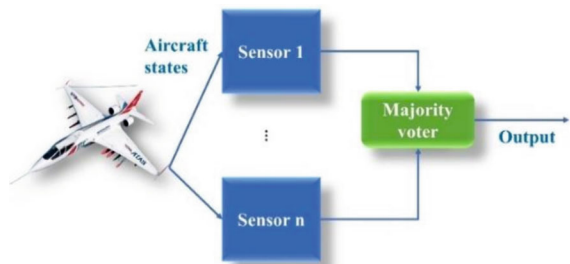 Aircraft
states
Sensor 1
⋮
Majority
voter
Output
Sensor n